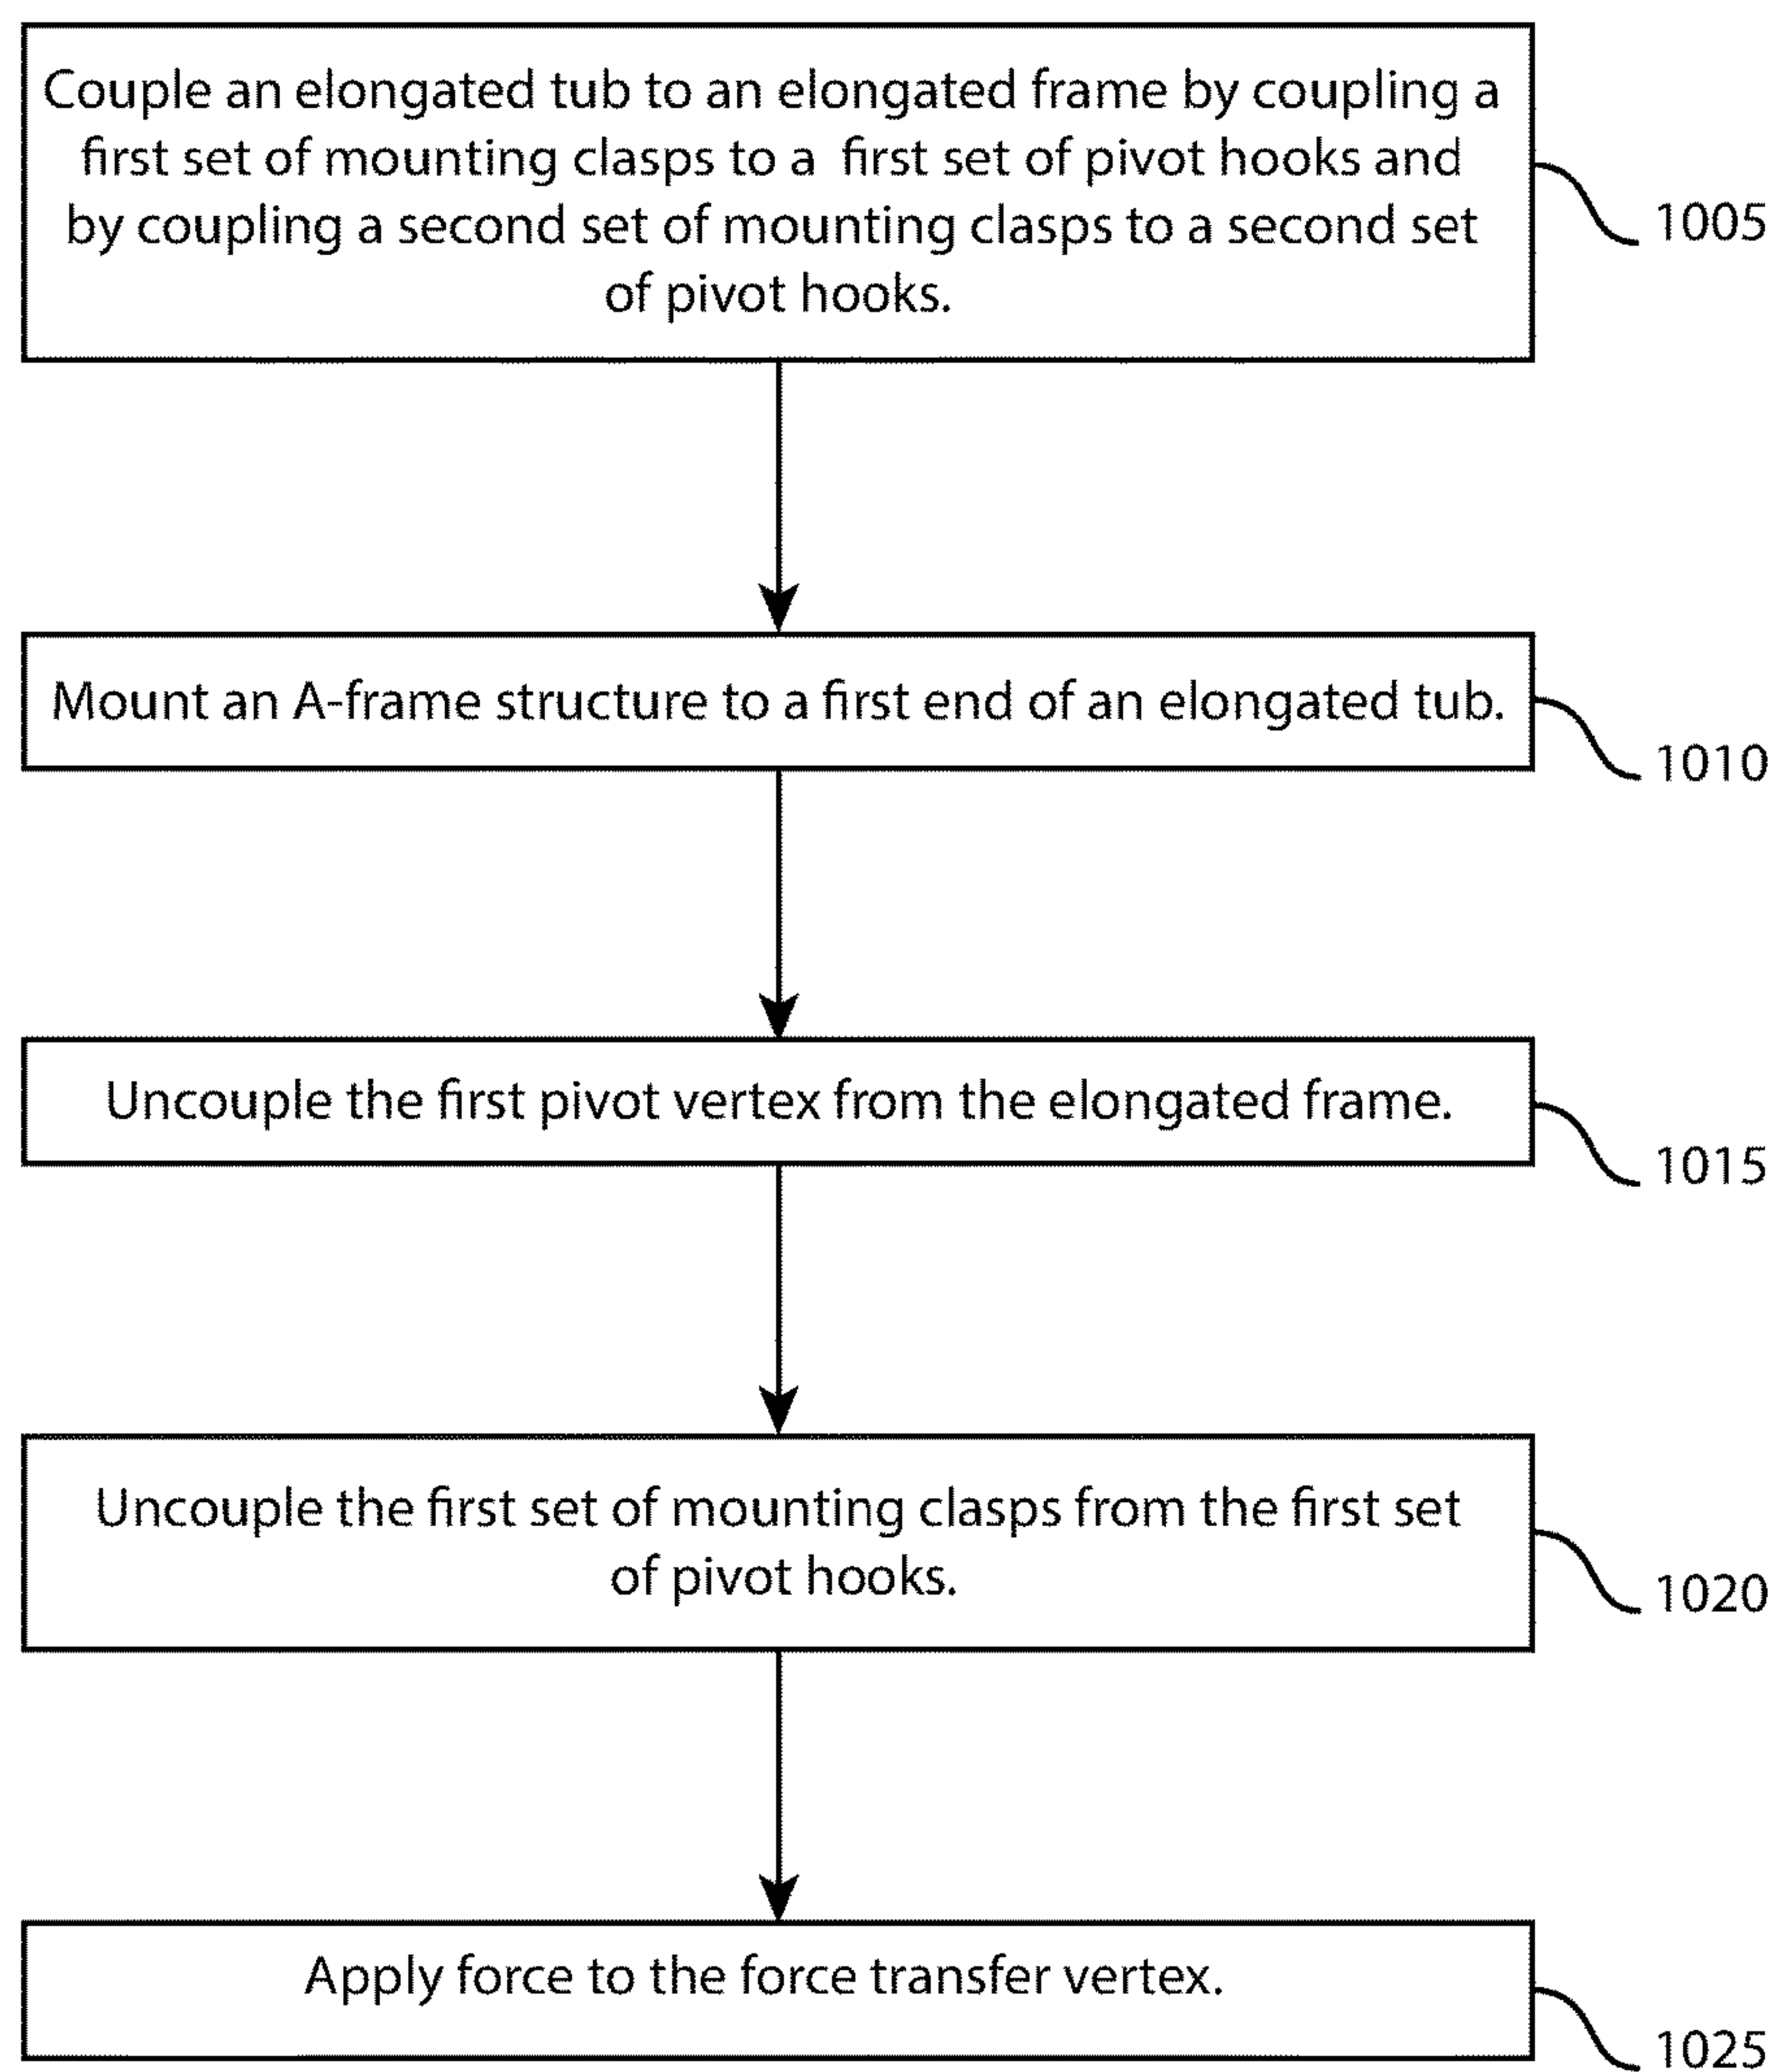 Couple an elongated tub to an elongated frame by coupling a
first set of mounting clasps to a  first set of pivot hooks and
by coupling a second set of mounting clasps to a second set
of pivot hooks.
1005
Mount an A-frame structure to a first end of an elongated tub.
1010
Uncouple the first pivot vertex from the elongated frame.
1015
Uncouple the first set of mounting clasps from the first set
of pivot hooks.
1020
Apply force to the force transfer vertex.
1025